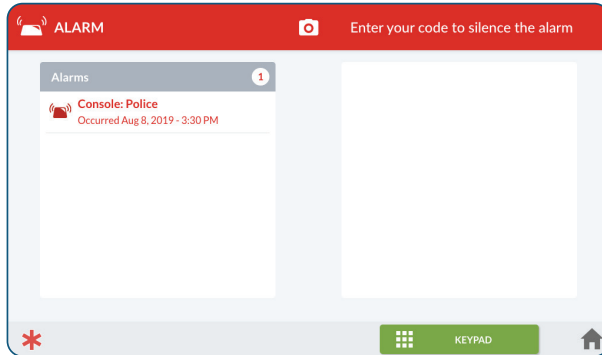 ALARM
Enter your code to silence the alarm
Alarms
1
Console: Police
Occurred Aug 8, 2019 - 3:30 PM
KEYPAD